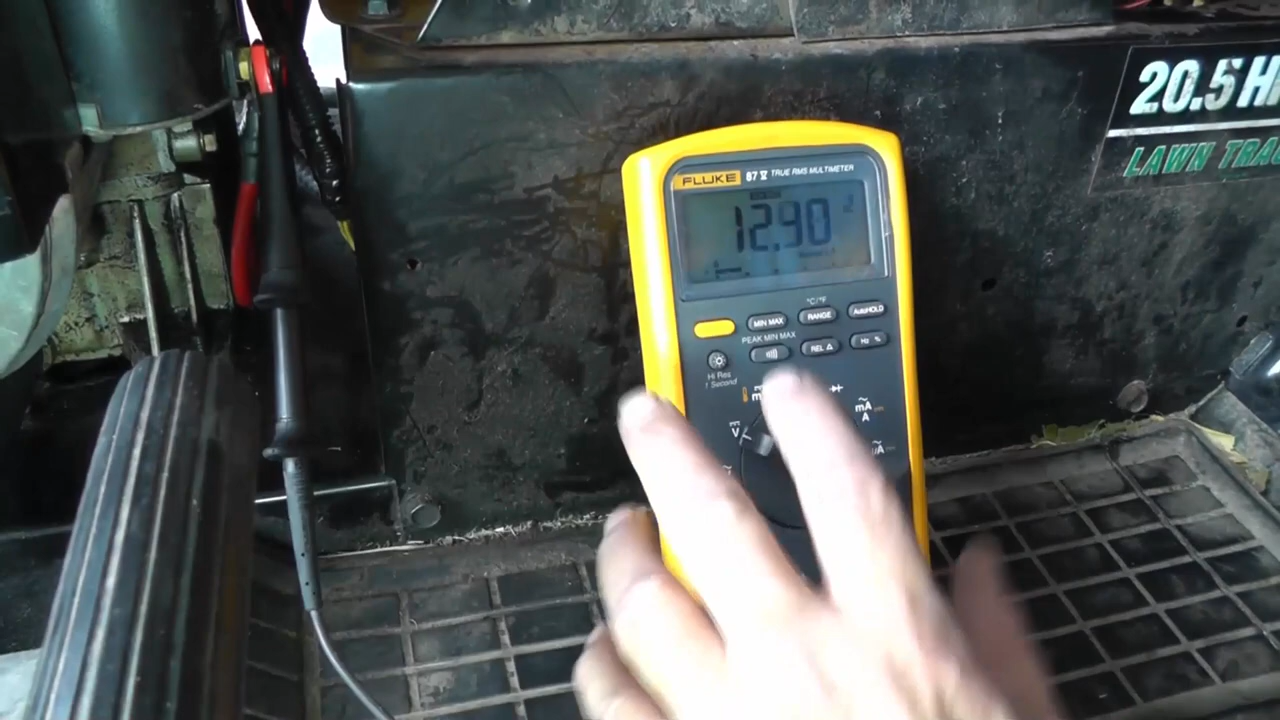 20.5
LAWN
FLUKE 87 V TRUE RMS MULTIMETER
12.90
°C/°F
MIN MAX RANGE AutoHOLD
PEAK MIN MAX
REL Δ Hz %
Hi Res
1 Second
V
mA
A